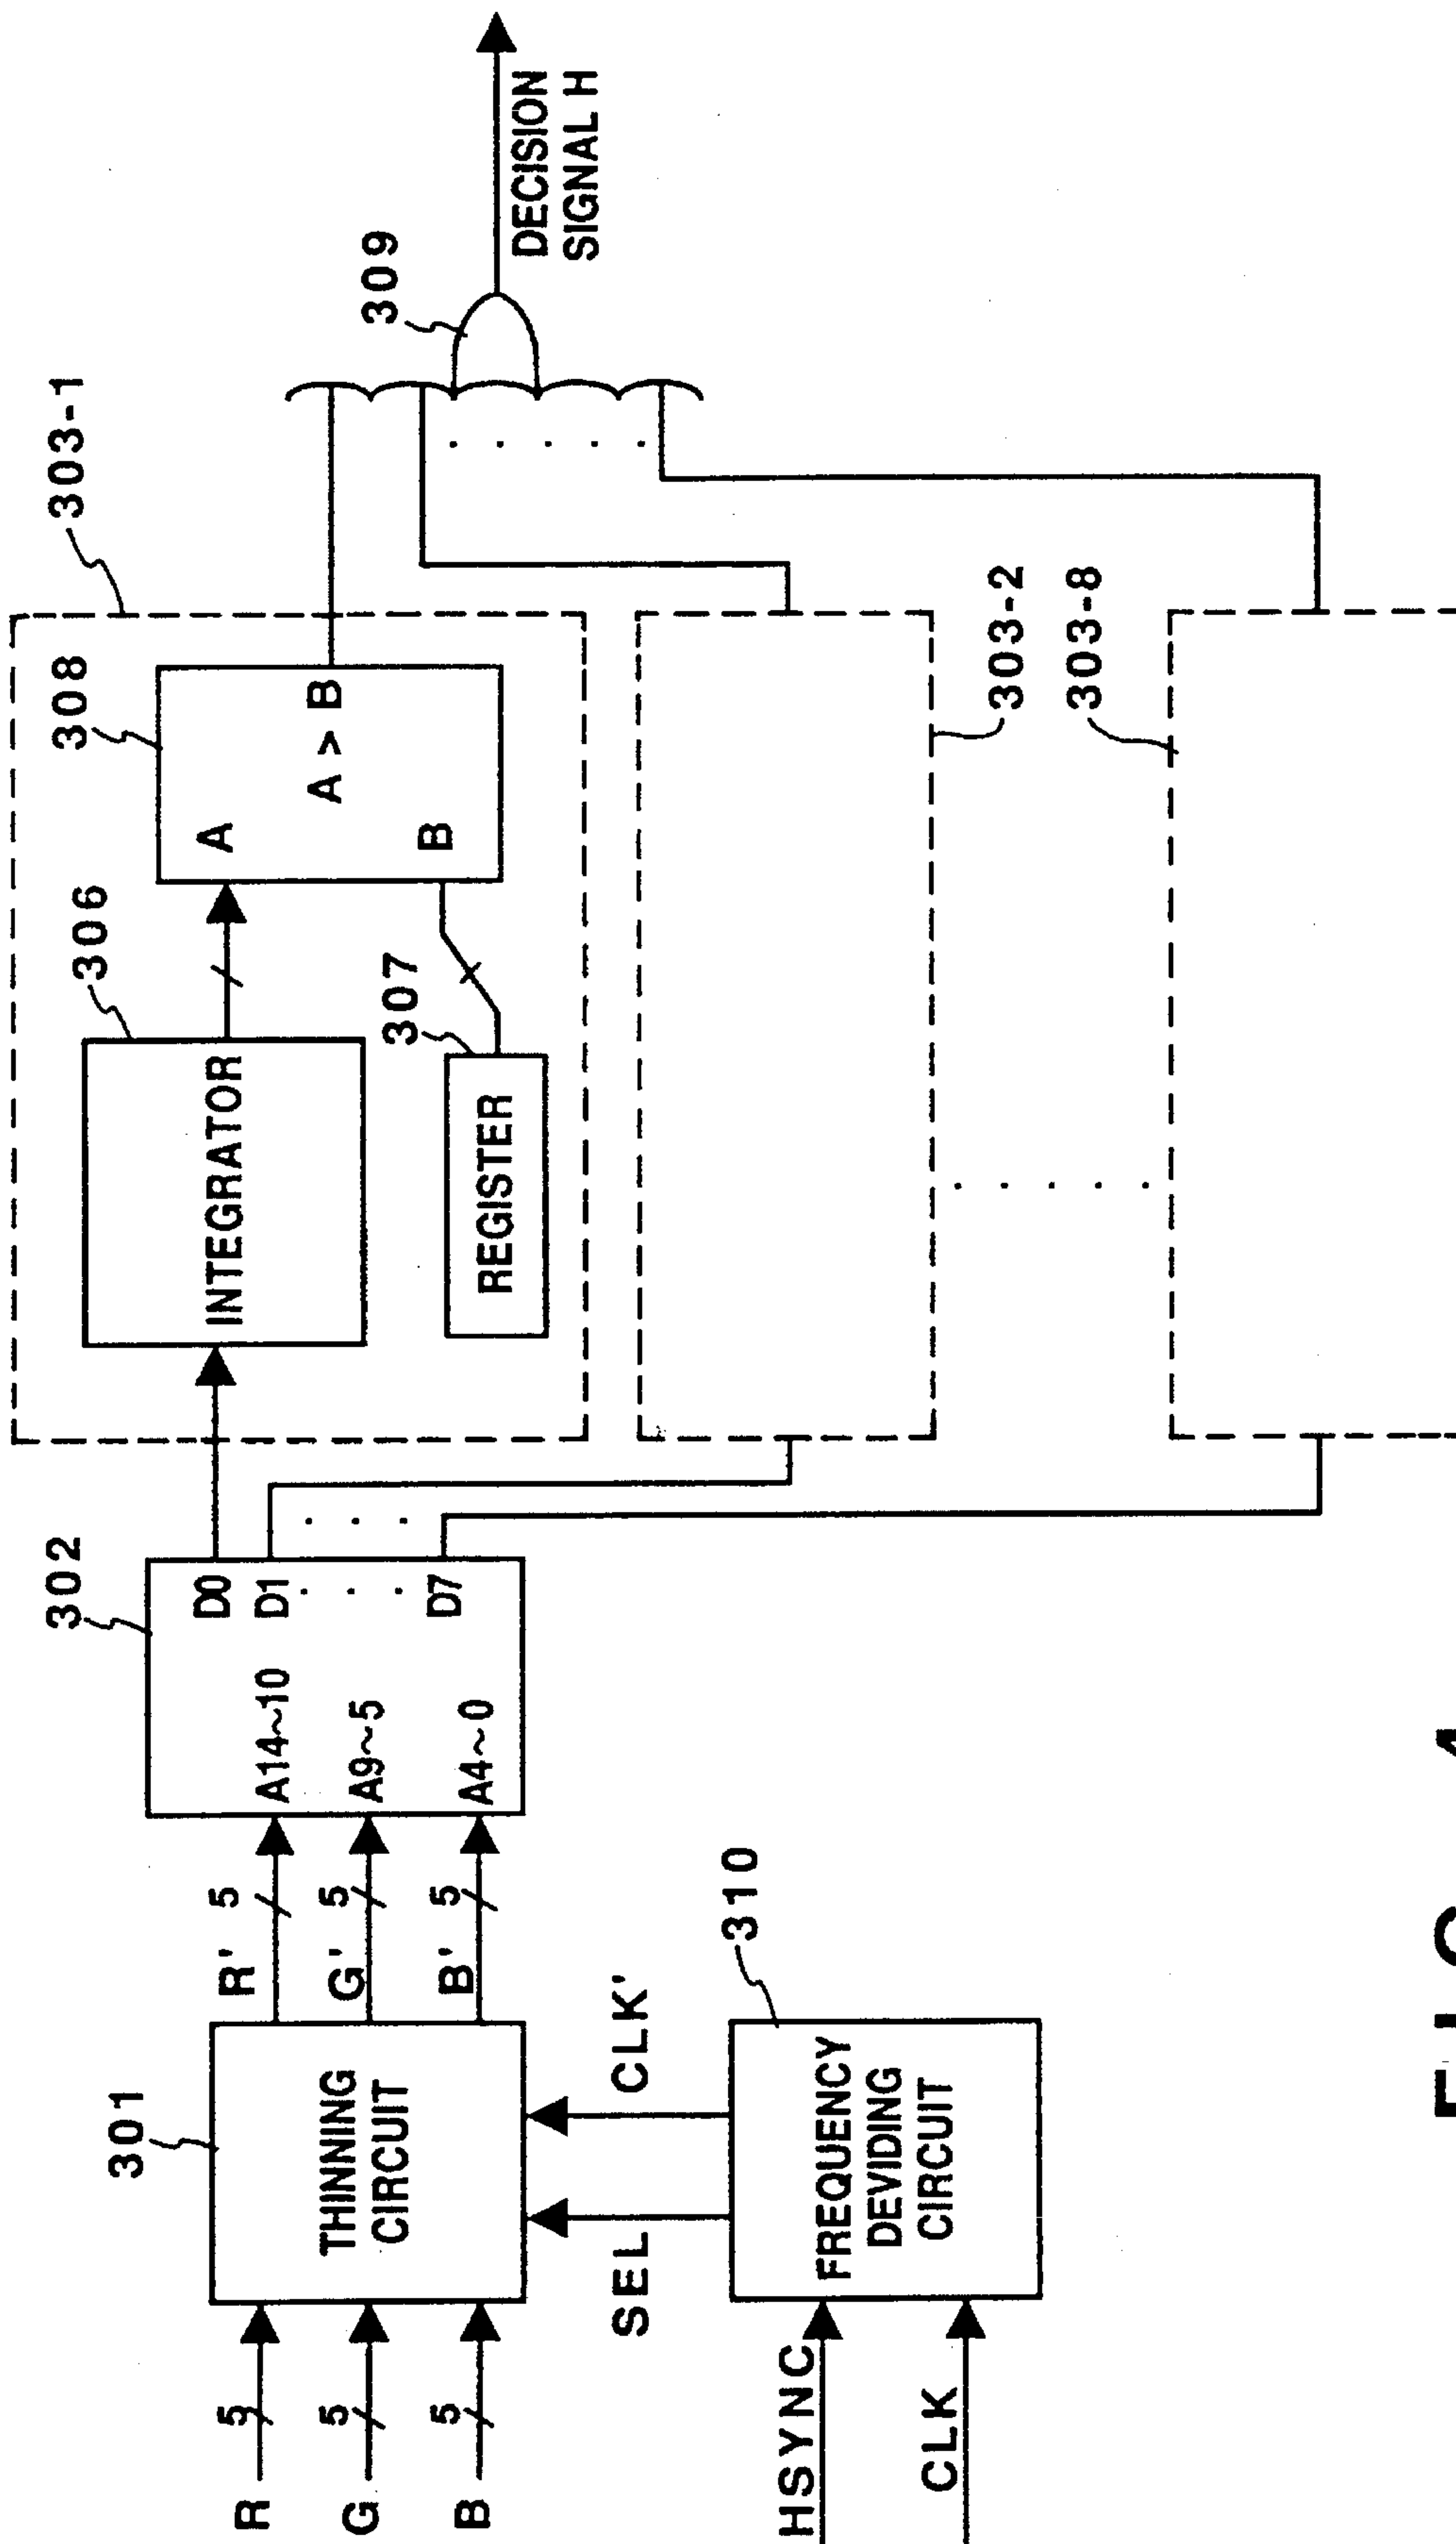 R
5
G
5
B
5
301
THINNING
CIRCUIT
R'
5
G'
5
B'
5
SEL
CLK'
HSYNC
CLK
310
FREQUENCY
DEVIDING
CIRCUIT
302
A14~10
A9~5
A4~0
D0
D1
D7
303-1
306
INTEGRATOR
307
REGISTER
308
A
A > B
B
303-2
303-8
309
DECISION
SIGNAL H